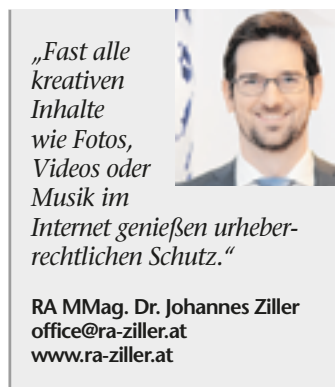 „Fast alle
kreativen
Inhalte
wie Fotos,
Videos oder
Musik im
Internet genießen urheber-
rechtlichen Schutz.“
RA MMag. Dr. Johannes Ziller
office@ra-ziller.at
www.ra-ziller.at